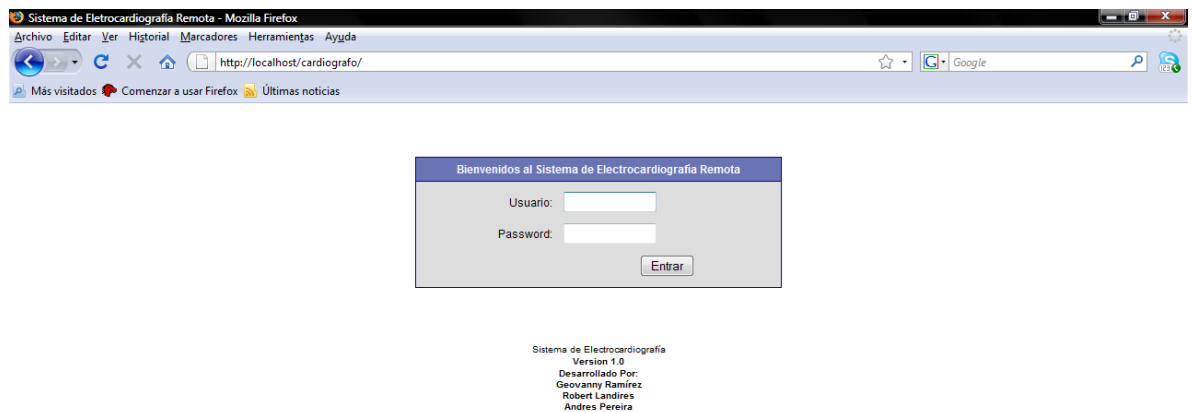 Sistema de Eletrocardiografía Remota - Mozilla Firefox
Archivo Editar Ver Historial Marcadores Herramientas Ayuda
http://localhost/cardiografo/
Google
Más visitados Comenzar a usar Firefox Últimas noticias
Bienvenidos al Sistema de Electrocardiografía Remota
Usuario:
Password:
Entrar
Sistema de Electrocardiografía
Version 1.0
Desarrollado Por:
Geovanny Ramírez
Robert Landires
Andres Pereira